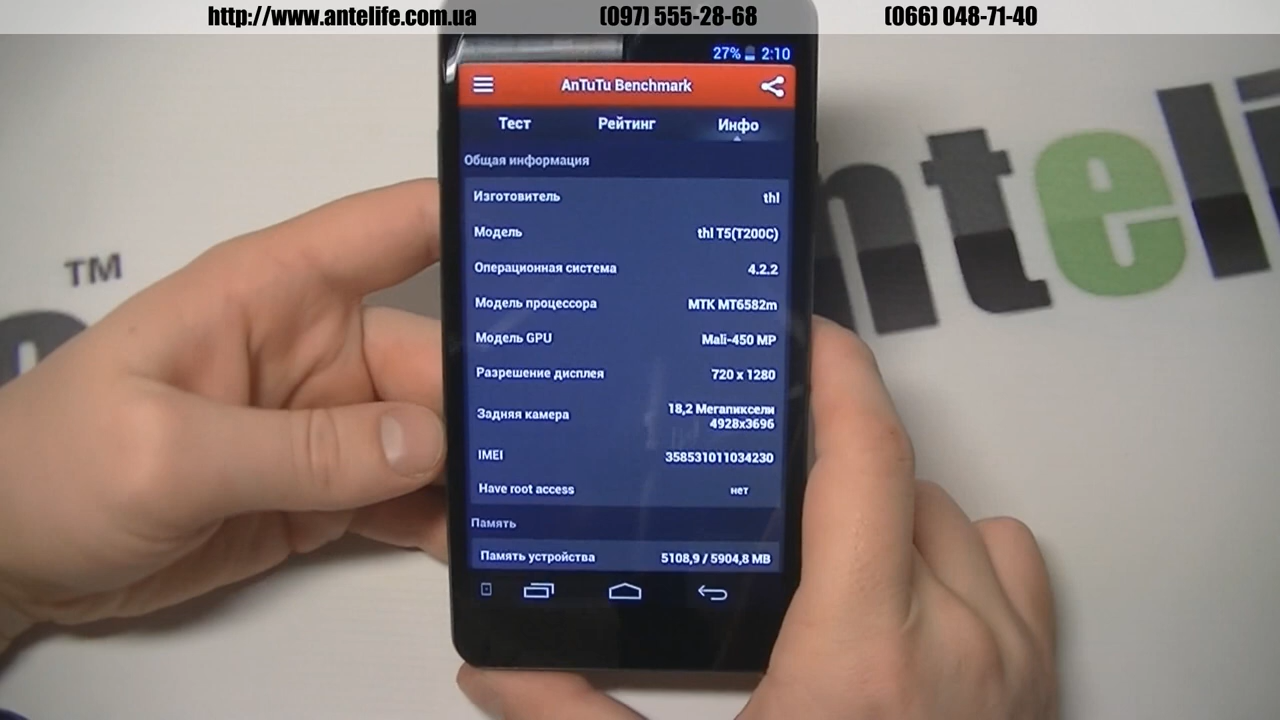 http://www.antelife.com.ua (097) 555-28-68 (066) 048-71-40
27% 2:10
AnTuTu Benchmark
Тест Рейтинг Инфо
Общая информация
Изготовитель thl
Модель thl T5(T200C)
Операционная система 4.2.2
Модель процессора MTK MT6582m
Модель GPU Mali-450 MP
Разрешение дисплея 720 x 1280
Задняя камера 18,2 Мегапиксели
4928x3696
IMEI 358531011034230
Have root access нет
Память
Память устройства 5108,9 / 5904,8 MB
TM
nteli